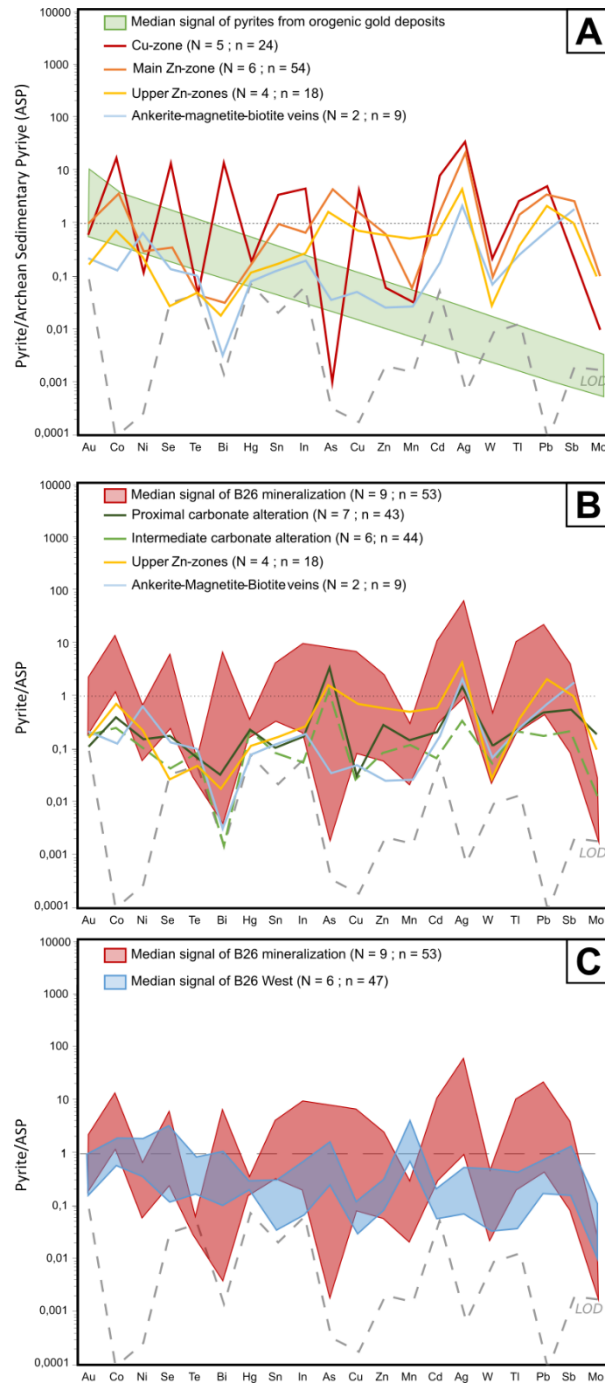 A
Median signal of pyrites from orogenic gold deposits
Cu-zone (N = 5 ; n = 24)
Main Zn-zone (N = 6 ; n = 54)
Upper Zn-zones (N = 4 ; n = 18)
Ankerite-magnetite-biotite veins (N = 2 ; n = 9)
Pyrite/Archean Sedimentary Pyriye (ASP)
10000
1000
100
10
1
0,1
0,01
0,001
0,0001
LOD
Au Co Ni Se Te Bi Hg Sn In As Cu Zn Mn Cd Ag W Tl Pb Sb Mo
B
Median signal of B26 mineralization (N = 9 ; n = 53)
Proximal carbonate alteration (N = 7 ; n = 43)
Intermediate carbonate alteration (N = 6; n = 44)
Upper Zn-zones (N = 4 ; n = 18)
Ankerite-Magnetite-Biotite veins (N = 2 ; n = 9)
Pyrite/ASP
10000
1000
100
10
1
0,1
0,01
0,001
0,0001
LOD
Au Co Ni Se Te Bi Hg Sn In As Cu Zn Mn Cd Ag W Tl Pb Sb Mo
C
Median signal of B26 mineralization (N = 9 ; n = 53)
Median signal of B26 West (N = 6 ; n = 47)
Pyrite/ASP
10000
1000
100
10
1
0,1
0,01
0,001
0,0001
LOD
Au Co Ni Se Te Bi Hg Sn In As Cu Zn Mn Cd Ag W Tl Pb Sb Mo